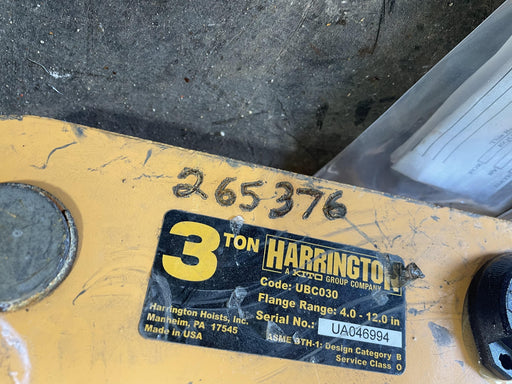 265376
3 TON
HARRINGTON
A KITO GROUP COMPANY
Code: UBC030
Flange Range: 4.0 - 12.0 in
Serial No.: UA046994
Harrington Hoists, Inc.
Manheim, PA 17545
Made in USA
ASME BTH-1: Design Category B
Service Class 0